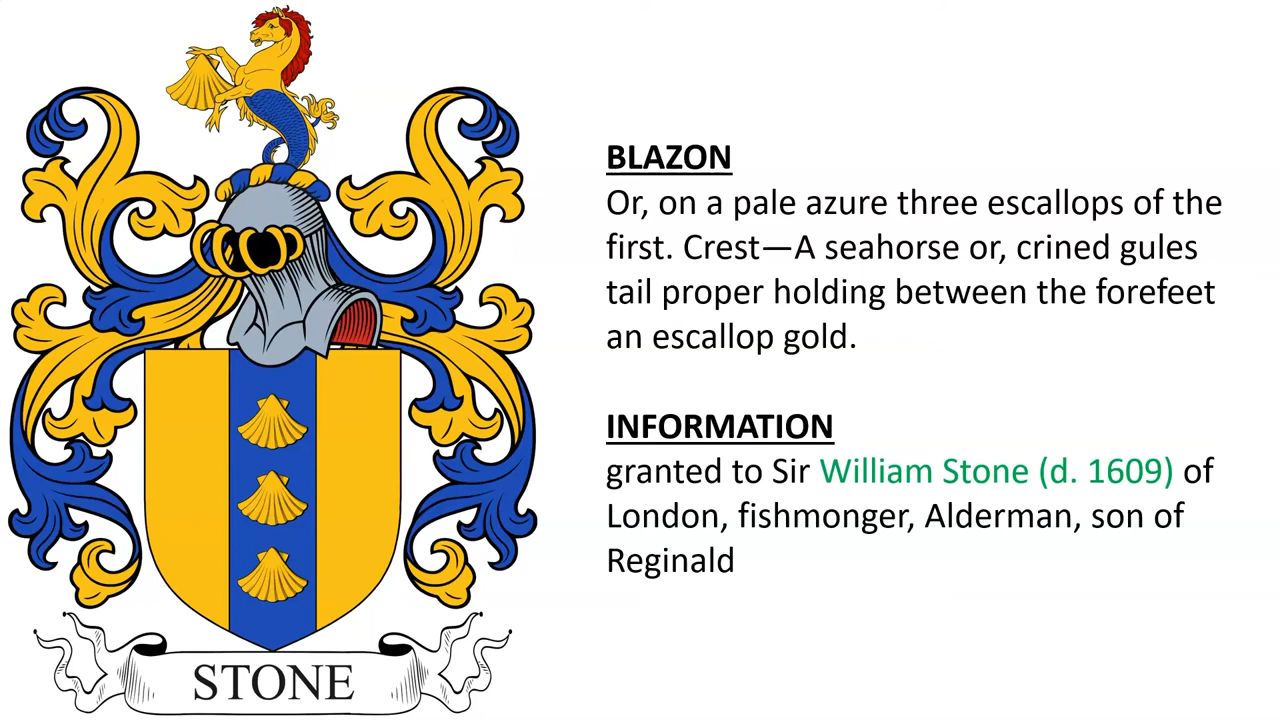 BLAZON
Or, on a pale azure three escallops of the
first. Crest—A seahorse or, crined gules
tail proper holding between the forefeet
an escallop gold.
INFORMATION
granted to Sir William Stone (d. 1609) of
London, fishmonger, Alderman, son of
Reginald
STONE